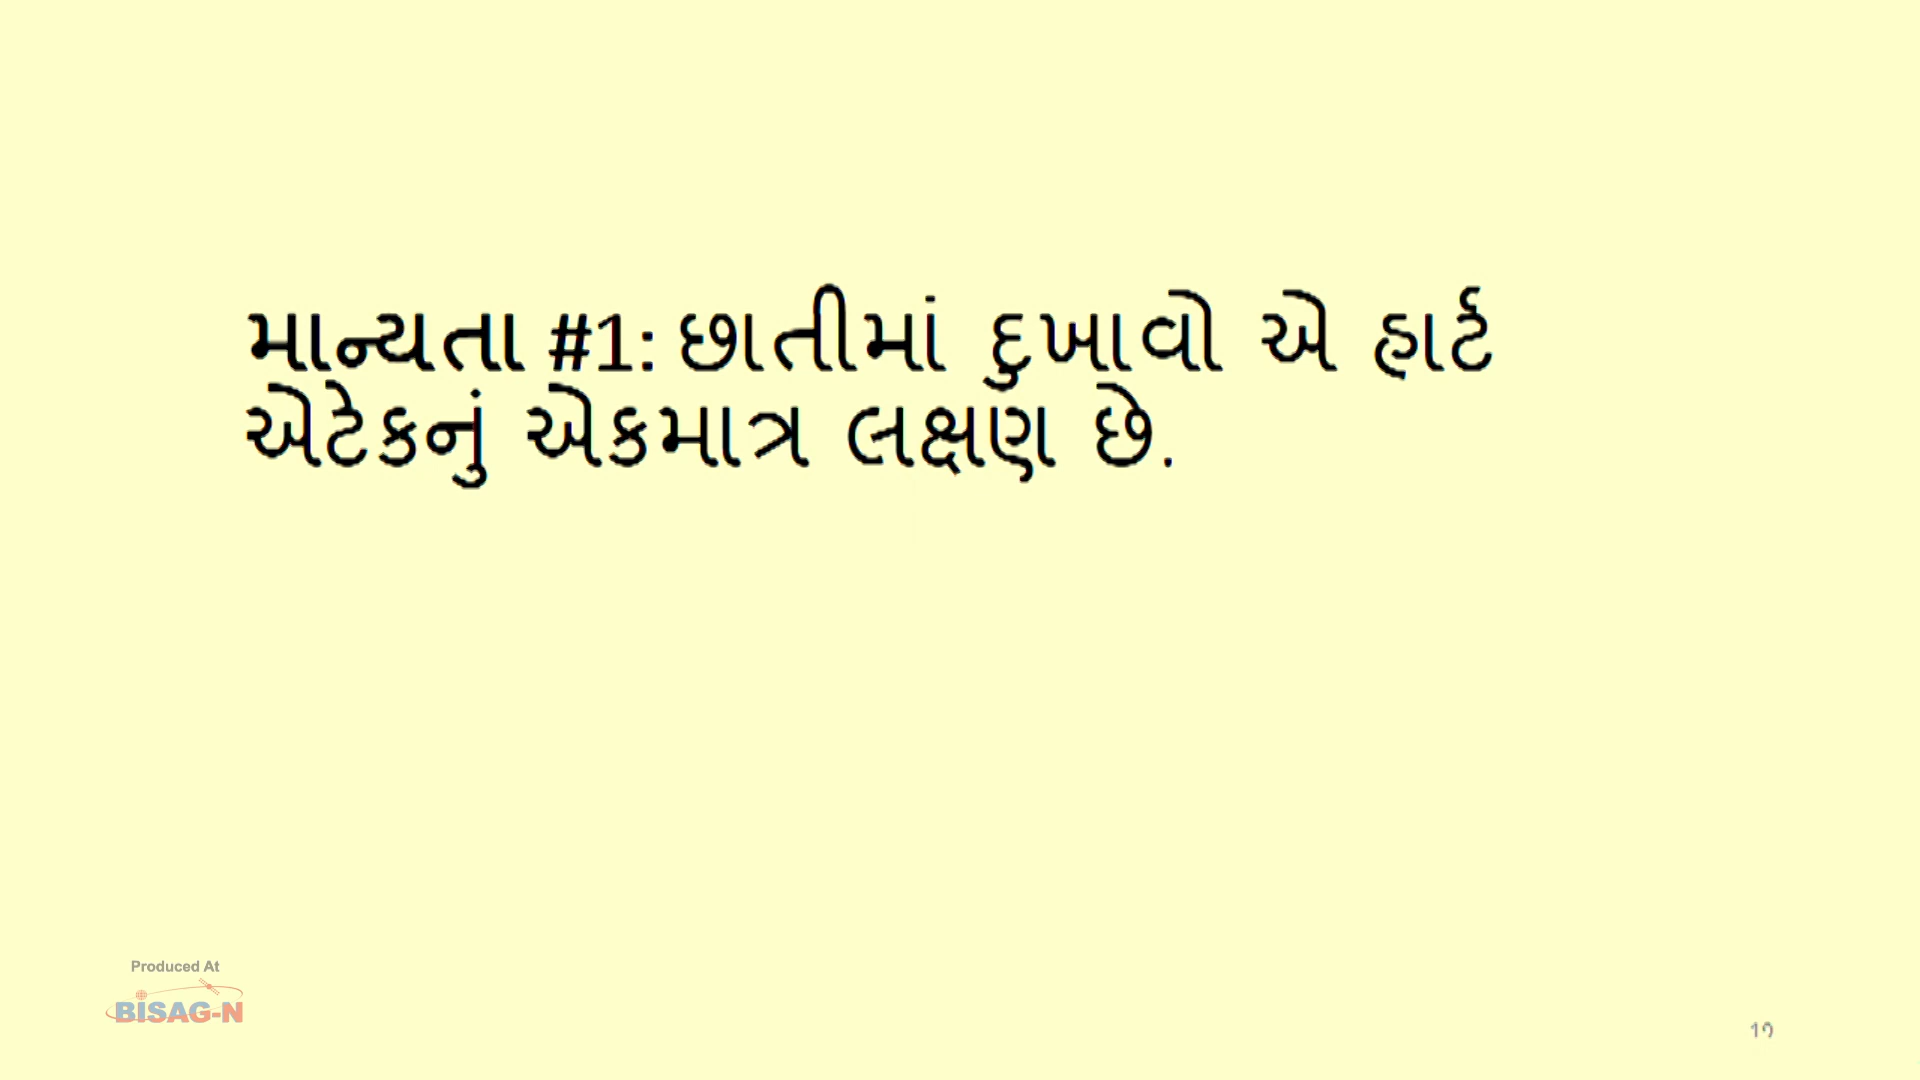 માન્યતા #1: છાતીમાં દુખાવો એ હાર્ટ
એટેકનું એકમાત્ર લક્ષણ છે.
Produced At
BISAG-N